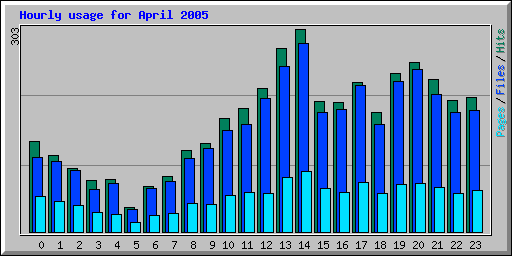 Hourly usage for April 2005
303
Pages / Files / Hits
0 1 2 3 4 5 6 7 8 9 10 11 12 13 14 15 16 17 18 19 20 21 22 23